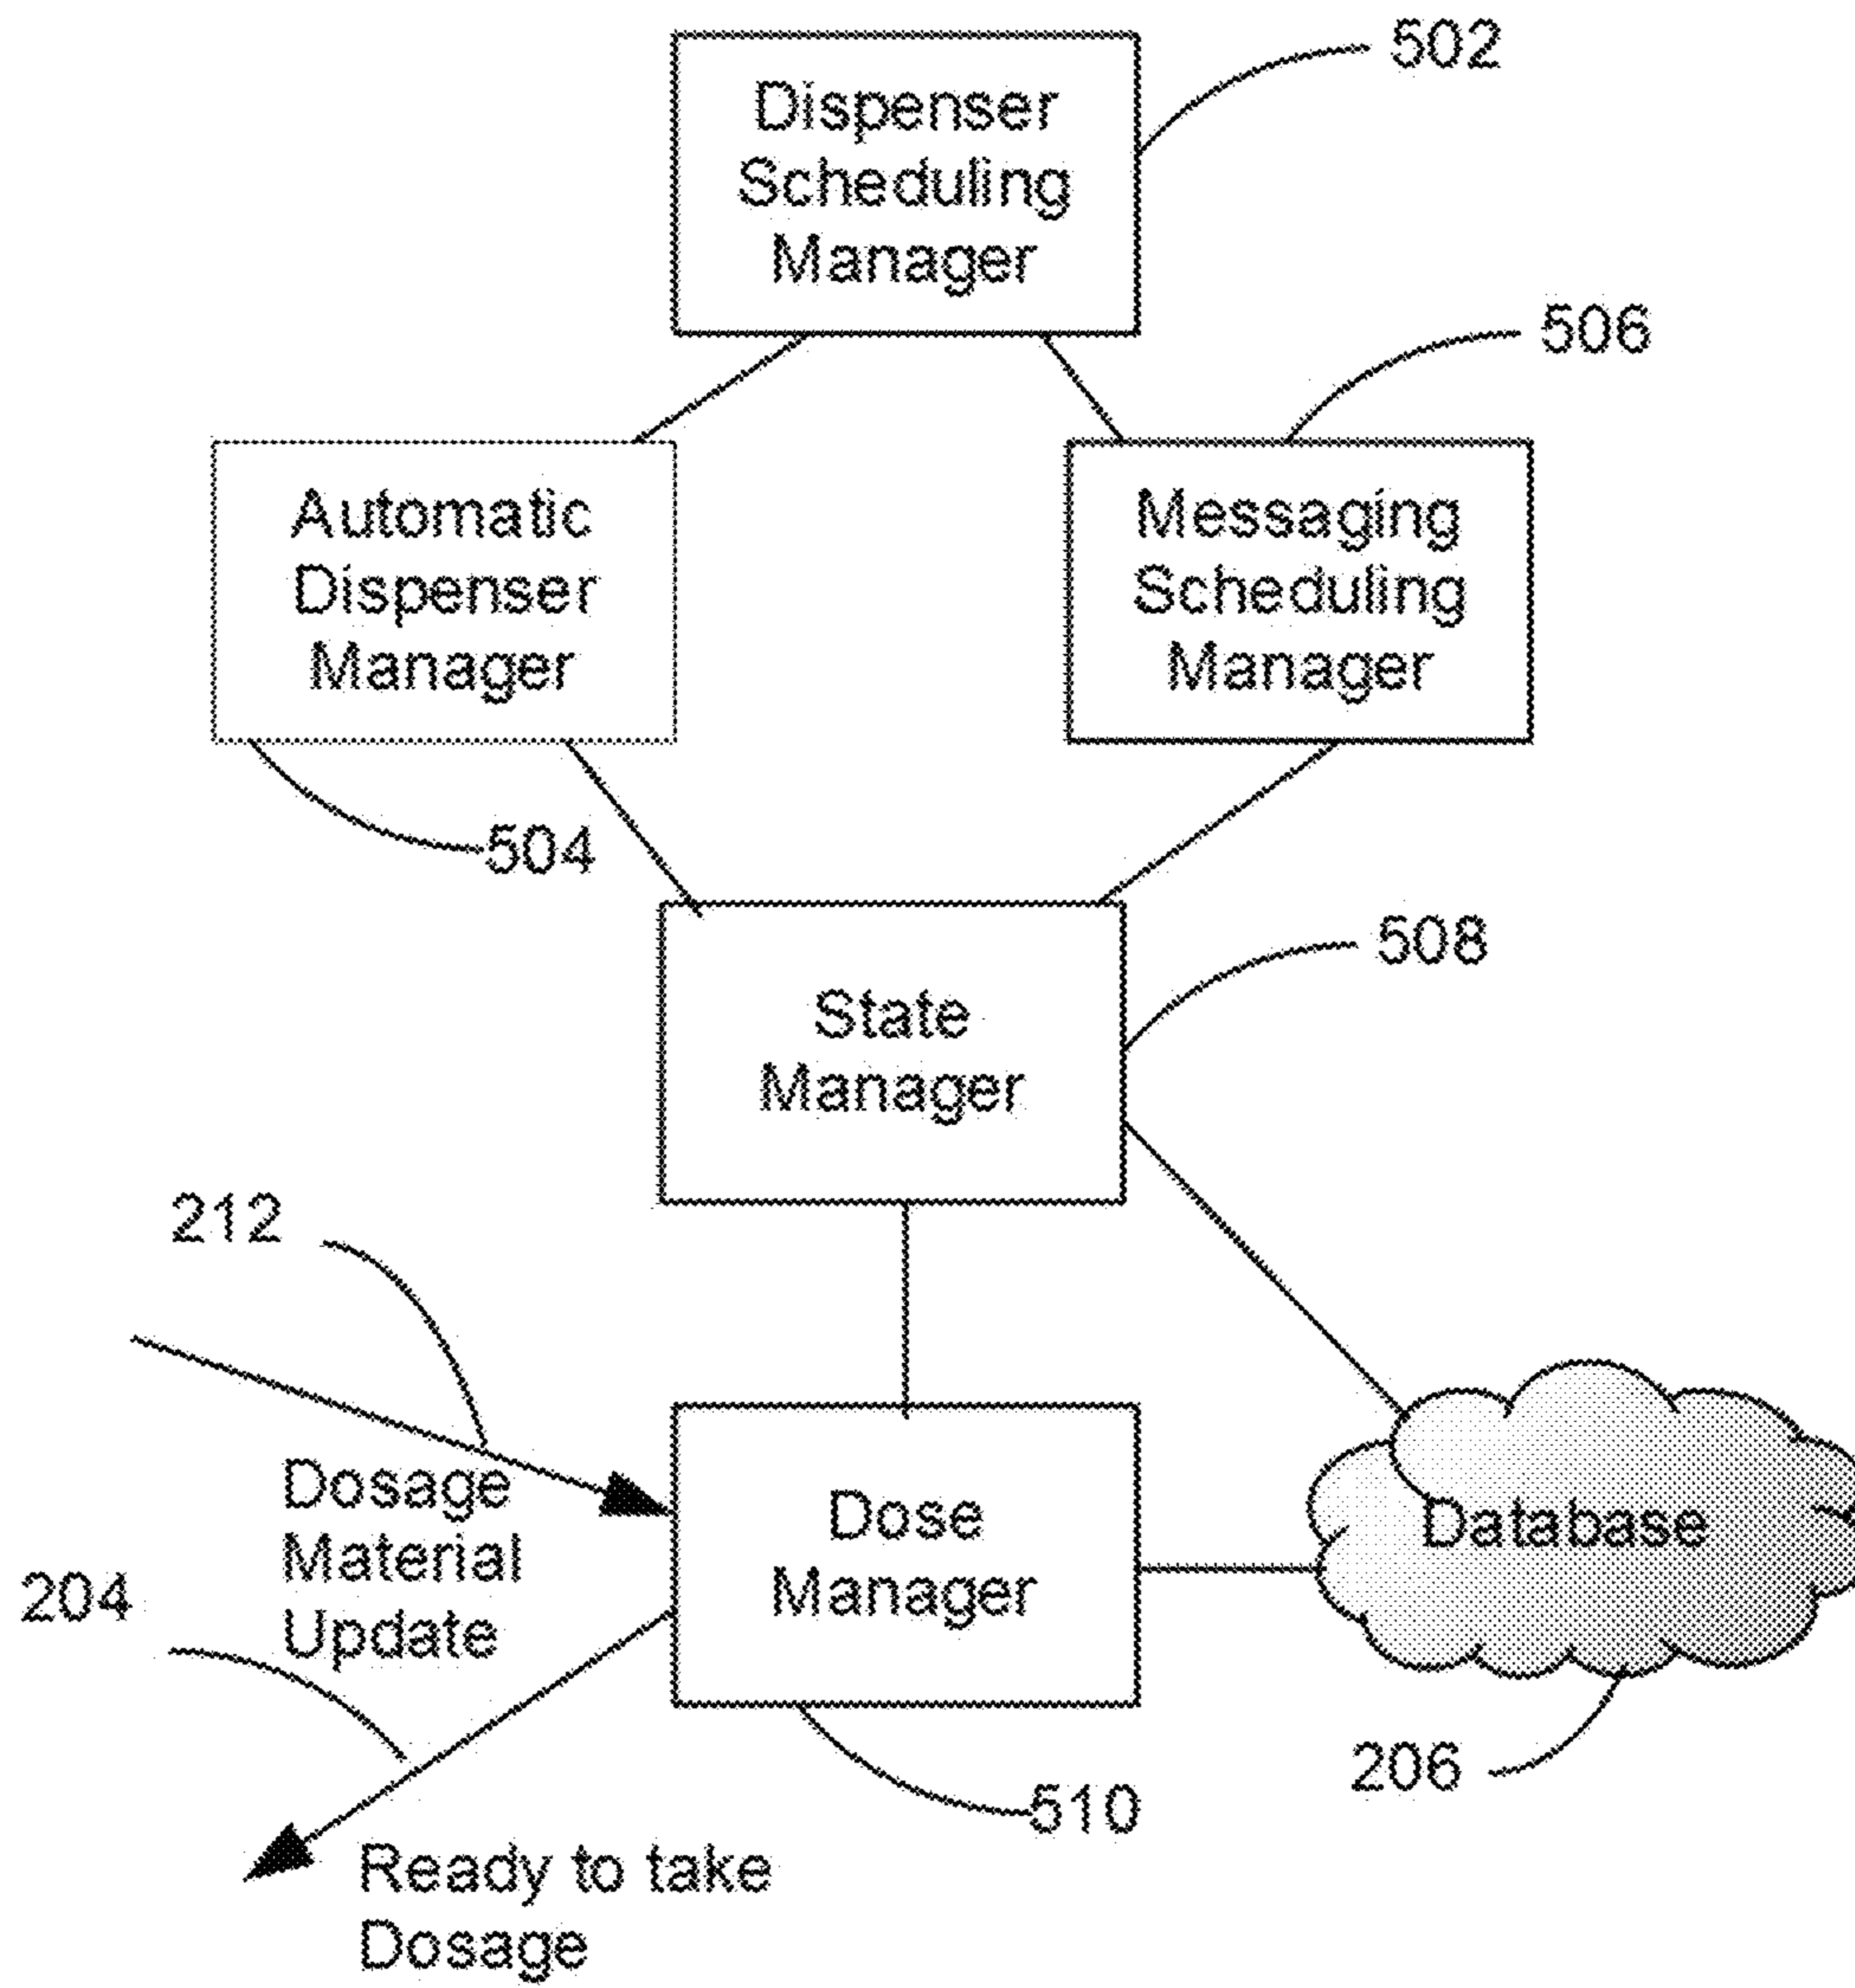 502
Dispenser
Scheduling
Manager
506
Automatic
Dispenser
Manager
Messaging
Scheduling
Manager
504
508
State
Manager
212
Dosage
Material
Update
204
Dose
Manager
Database
206
510
Ready to take
Dosage